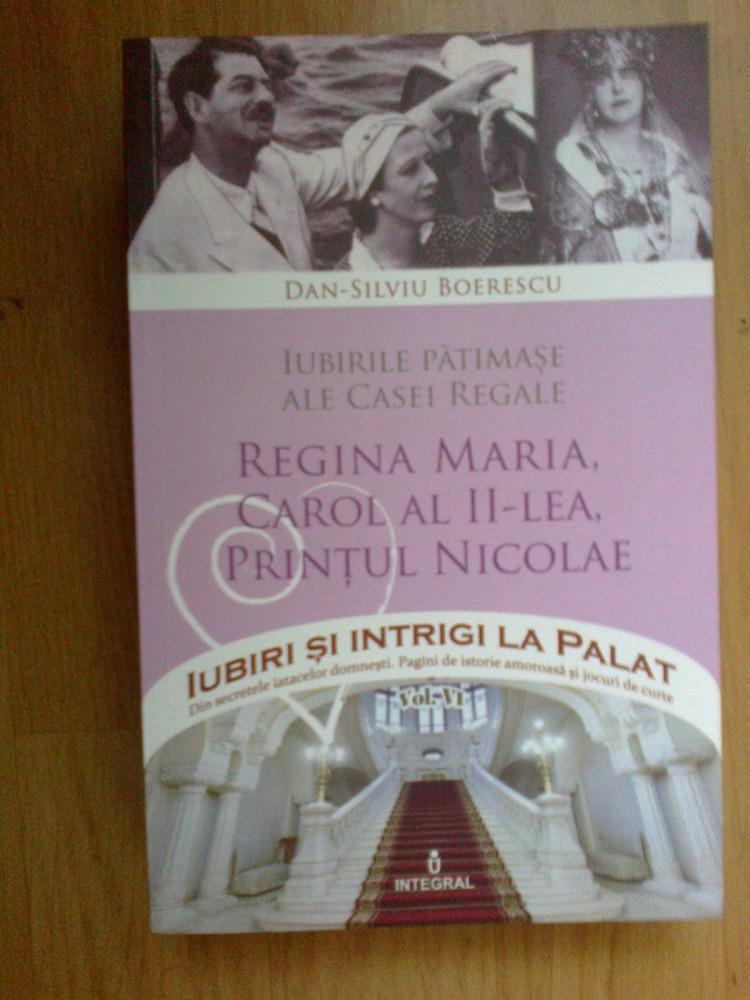 DAN-SILVIU BOERESCU
IUBIRILE PĂTIMAȘE
ALE CASEI REGALE
REGINA MARIA,
CAROL AL II-LEA,
PRINȚUL NICOLAE
IUBIRI ȘI INTRIGI LA PALAT
Din secretele iatacelor domnești. Pagini de istorie amoroasă și jocuri de curte
Vol. VI
INTEGRAL